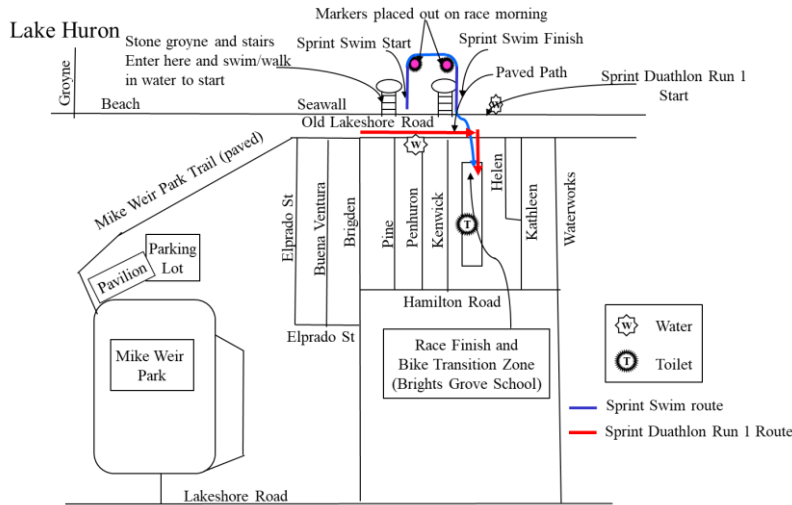 Markers placed out on race morning
Lake Huron
Stone groyne and stairs
Enter here and swim/walk
in water to start
Sprint Swim Start
Sprint Swim Finish
Paved Path
Sprint Duathlon Run 1
Start
Groyne
Beach
Seawall
W
Old Lakeshore Road
W
Mike Weir Park Trail (paved)
Elprado St
Buena Ventura
Brigden
Pine
Penhuron
Kenwick
Helen
Kathleen
Waterworks
T
Parking
Lot
Pavilion
Hamilton Road
Elprado St
Mike Weir
Park
Race Finish and
Bike Transition Zone
(Brights Grove School)
W Water
T Toilet
Sprint Swim route
Sprint Duathlon Run 1 Route
Lakeshore Road